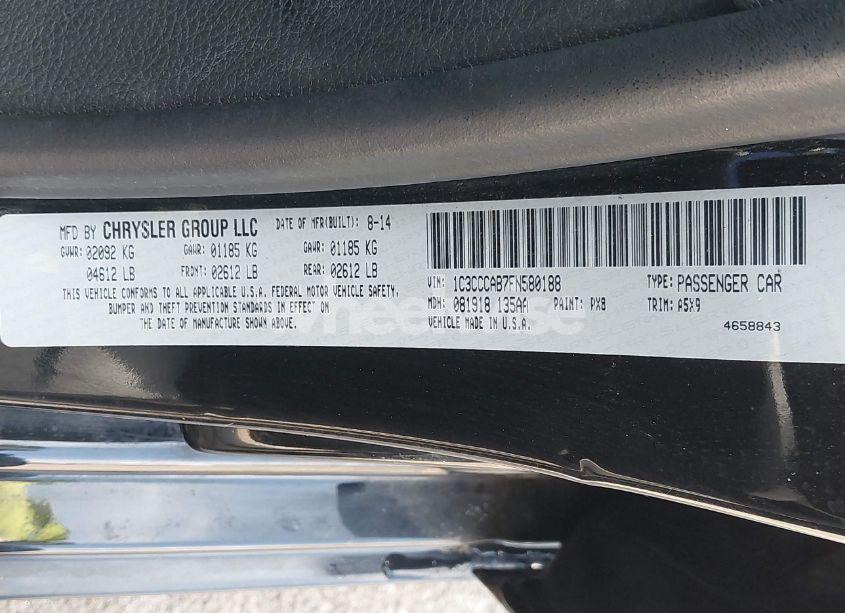 MFD BY CHRYSLER GROUP LLC DATE OF MFR(BUILT): 8-14
GVWR: 02092 KG GAWR: 01185 KG GAWR: 01185 KG
04612 LB FRONT: 02612 LB REAR: 02612 LB
THIS VEHICLE CONFORMS TO ALL APPLICABLE U.S.A. FEDERAL MOTOR VEHICLE SAFETY,
BUMPER AND THEFT PREVENTION STANDARDS IN EFFECT ON
THE DATE OF MANUFACTURE SHOWN ABOVE.
VIN: 1C3CCCAB7FN580188 TYPE: PASSENGER CAR
MDH: 081918 135AA PAINT: PX8 TRIM: A5X9
VEHICLE MADE IN U.S.A. 4658843